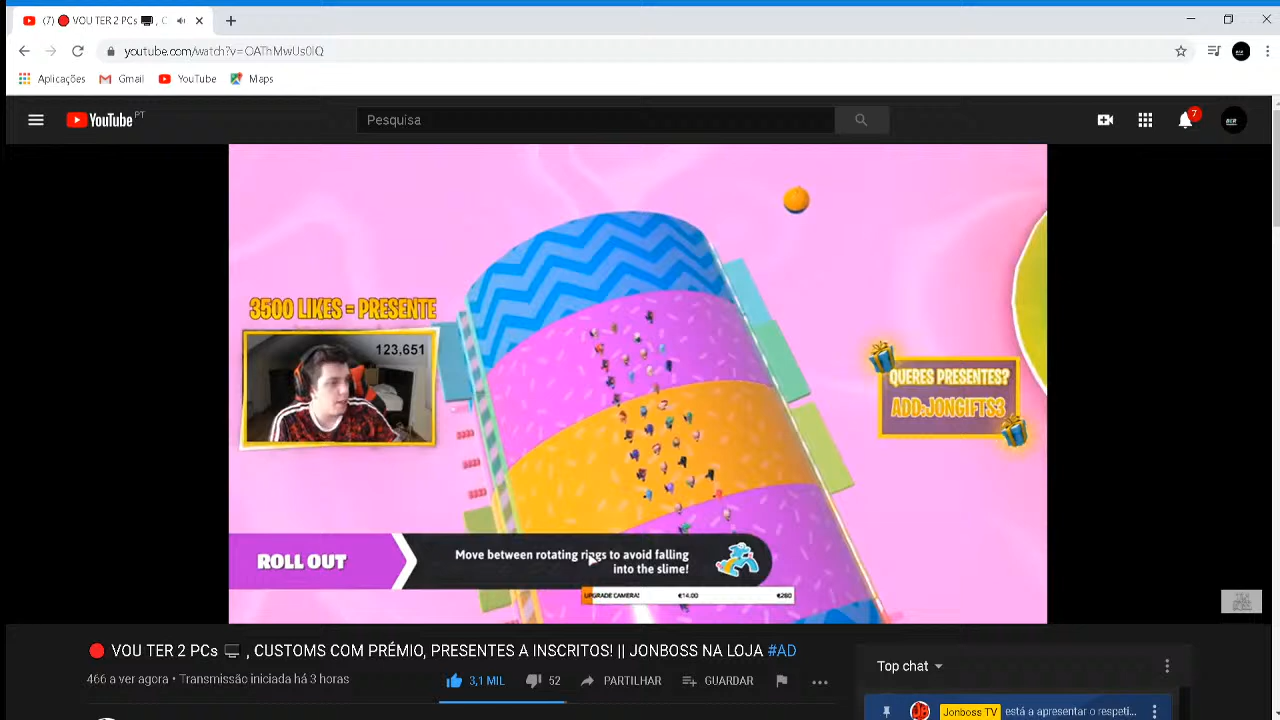 (7) 🔴 VOU TER 2 PCs 🖥️ , C
youtube.com/watch?v=OAThMwUs0lQ
Aplicações Gmail YouTube Maps
YouTube PT
Pesquisa
7
3500 LIKES = PRESENTE
123,651
QUERES PRESENTES?
ADD:JONGIFTS3
ROLL OUT
Move between rotating rings to avoid falling
into the slime!
UPGRADE CAMERA: €14.00 €280
🔴 VOU TER 2 PCs 🖥️ , CUSTOMS COM PRÉMIO, PRESENTES A INSCRITOS! || JONBOSS NA LOJA #AD
466 a ver agora • Transmissão iniciada há 3 horas
3,1 MIL 52 PARTILHAR GUARDAR
Top chat
Jonboss TV está a apresentar o respeti...